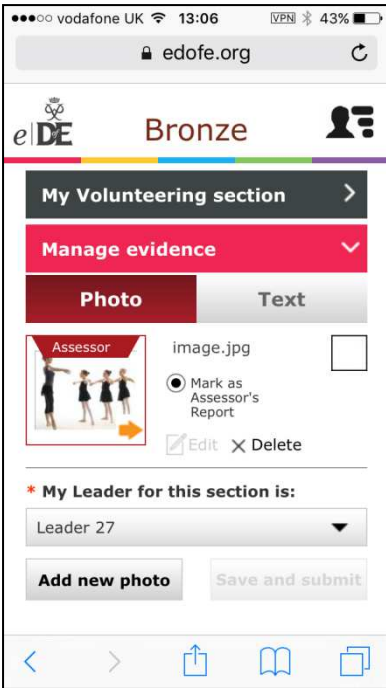 vodafone UK 13:06 VPN 43%
edofe.org
eDofE Bronze
My Volunteering section
Manage evidence
Photo Text
Assessor
image.jpg
Mark as
Assessor's
Report
Edit Delete
* My Leader for this section is:
Leader 27
Add new photo Save and submit